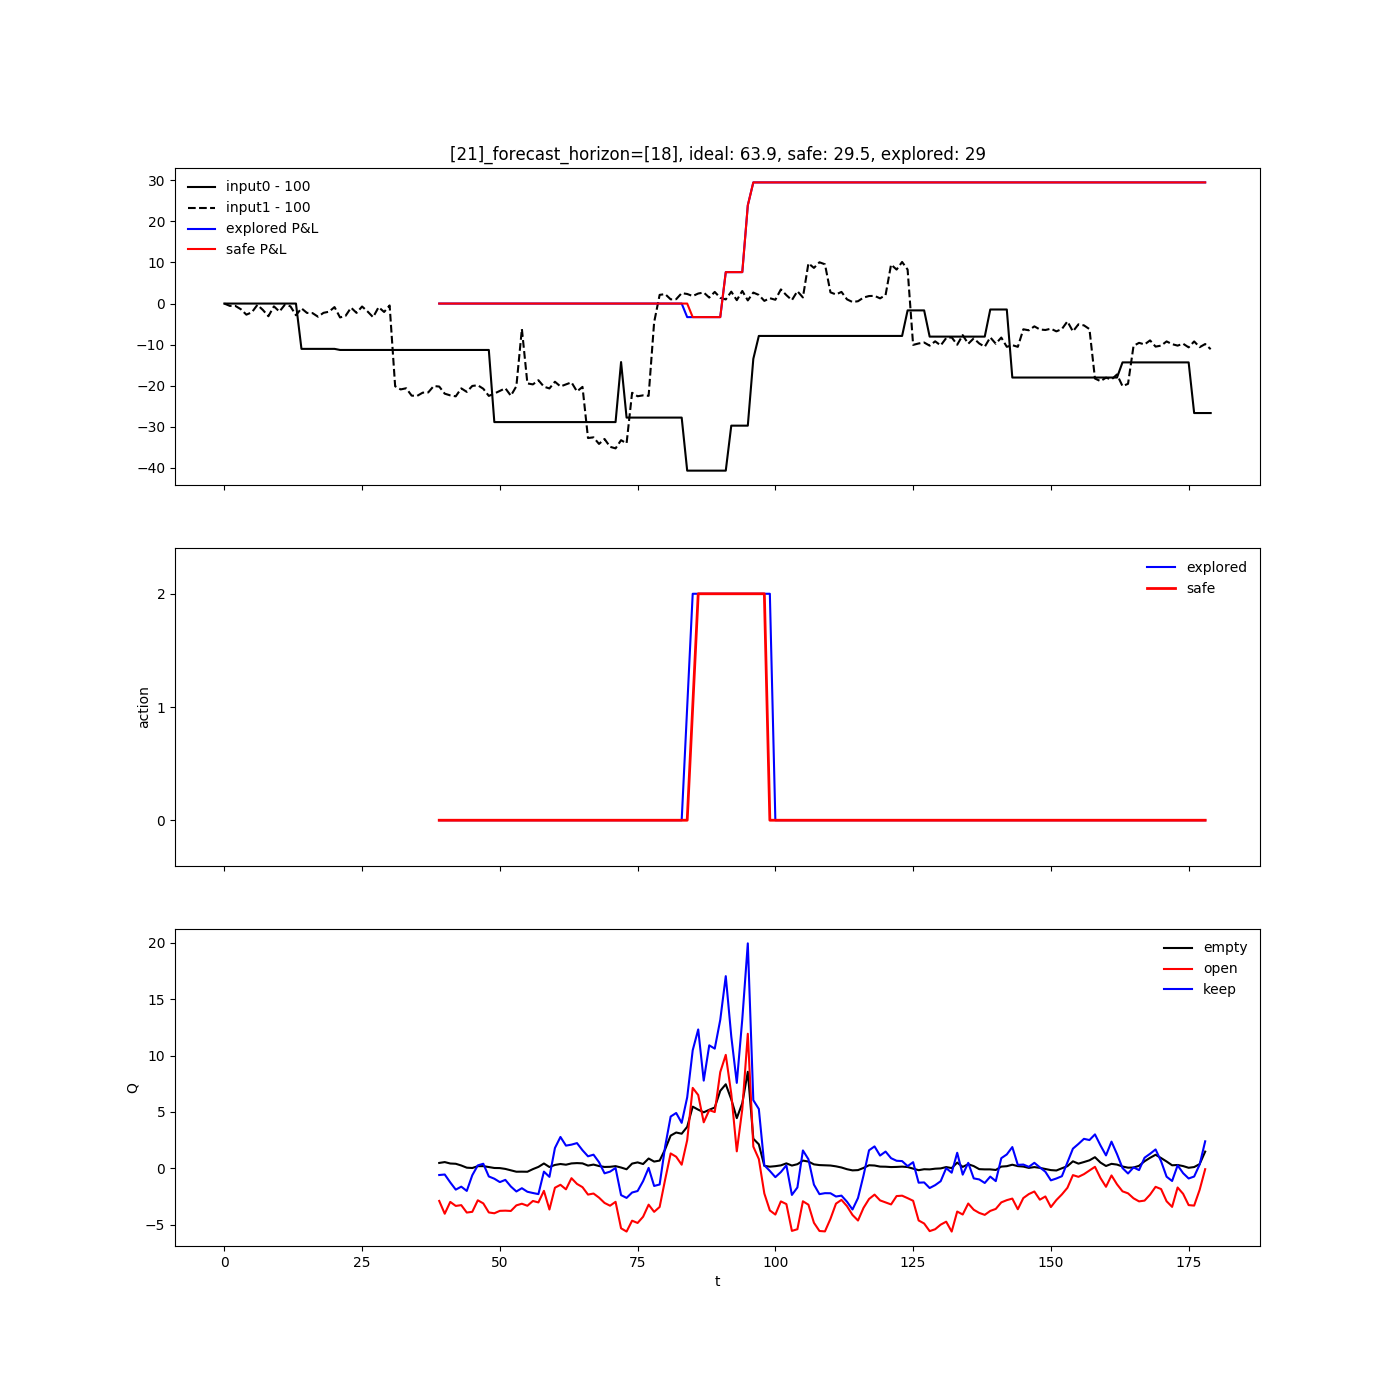 [21]_forecast_horizon=[18], ideal: 63.9, safe: 29.5, explored: 29
30
20
10
0
−10
−20
−30
−40
input0 - 100
input1 - 100
explored P&L
safe P&L
2
1
0
action
explored
safe
20
15
10
5
0
−5
Q
empty
open
keep
0 25 50 75 100 125 150 175
t